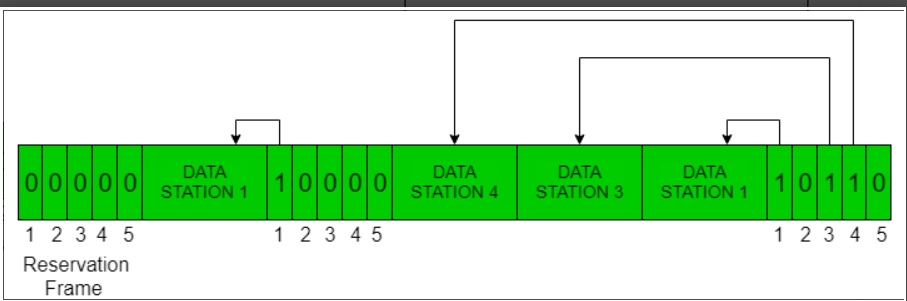 0 0 0 0 0 DATA STATION 1 1 0 0 0 0 DATA STATION 4 DATA STATION 3 DATA STATION 1 1 0 1 1 0
1 2 3 4 5 1 2 3 4 5 1 2 3 4 5
Reservation
Frame